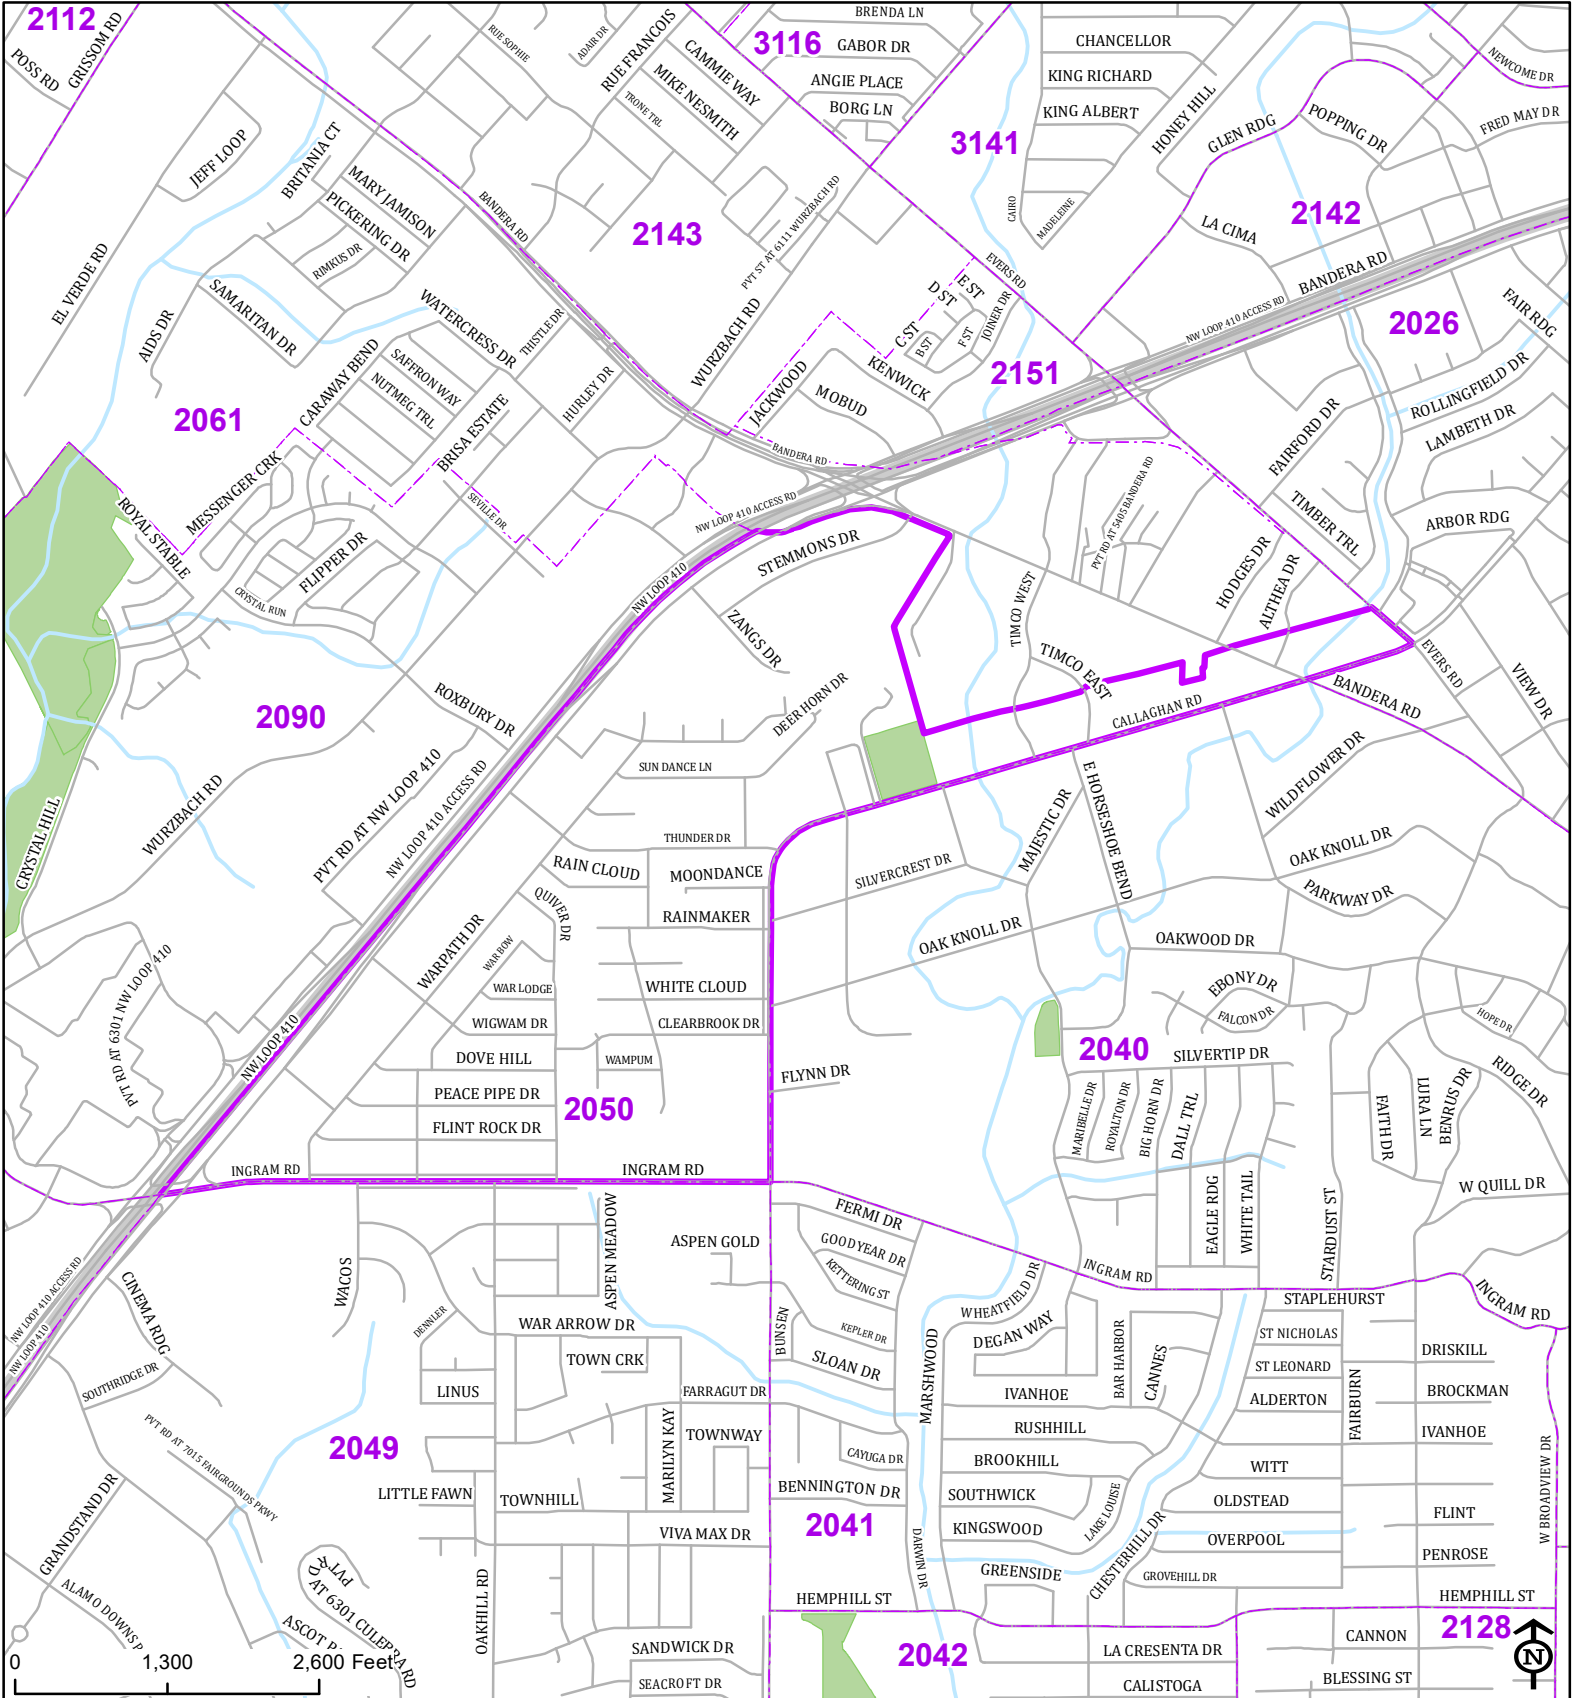 2112
POSS RD
GRISSOM RD
RUE SOPHIE
ADAIR DR
RUE FRANCOIS
CAMMIE WAY
MIKE NESMITH
TRONE TRL
3116
BRENDA LN
GABOR DR
ANGIE PLACE
BORG LN
CHANCELLOR
KING RICHARD
KING ALBERT
HONEY HILL
NEWCOME DR
FRED MAY DR
POPPING DR
GLEN RDG
3141
JEFF LOOP
BRITANIA CT
MARY JAMISON
PICKERING DR
RIMKUS DR
BANDERA RD
2143
PVT ST AT 6111 WURZBACH RD
CAIRO
MADELEINE
2142
LA CIMA
EL VERDE RD
AIDS DR
SAMARITAN DR
WATERCRESS DR
THISTLE DR
WURZBACH RD
EVERS RD
E ST
D ST
C ST
B ST
F ST
JOINER DR
NW LOOP 410 ACCESS RD
BANDERA RD
2026
FAIR RDG
2061
CARAWAY BEND
SAFFRON WAY
NUTMEG TRL
BRISA ESTATE
HURLEY DR
JACKWOOD
MOBUD
KENWICK
2151
ROLLINGFIELD DR
LAMBETH DR
FAIRFORD DR
MESSENGER CRK
ROYAL STABLE
SEVILLE DR
BANDERA RD
NW LOOP 410 ACCESS RD
PVT RD AT 5405 BANDERA RD
TIMBER TRL
ARBOR RDG
FLIPPER DR
CRYSTAL RUN
STEMMONS DR
NW LOOP 410
ZANGS DR
TIMCO WEST
TIMCO EAST
HODGES DR
ALTHEA DR
EVERS RD
VIEW DR
2090
ROXBURY DR
DEER HORN DR
CALLAGHAN RD
BANDERA RD
SUN DANCE LN
WURZBACH RD
CRYSTAL HILL
PVT RD AT NW LOOP 410
NW LOOP 410 ACCESS RD
THUNDER DR
RAIN CLOUD
MOONDANCE
RAINMAKER
QUIVER DR
SILVERCREST DR
MAJESTIC DR
E HORSESHOE BEND
WILDFLOWER DR
OAK KNOLL DR
PARKWAY DR
OAK KNOLL DR
OAKWOOD DR
WARPATH DR
WAR BOW
WAR LODGE
WHITE CLOUD
WIGWAM DR
CLEARBROOK DR
EBONY DR
FALCON DR
HOPE DR
PVT RD AT 6301 NW LOOP 410
NW LOOP 410
DOVE HILL
WAMPUM
PEACE PIPE DR
2050
FLINT ROCK DR
FLYNN DR
2040
SILVERTIP DR
MARIBELLE DR
ROYALTON DR
BIG HORN DR
DALL TRL
FAITH DR
LURA LN
BENRUS DR
RIDGE DR
INGRAM RD
INGRAM RD
EAGLE RDG
WHITE TAIL
STARDUST ST
W QUILL DR
FERMI DR
GOODYEAR DR
KETTERING ST
ASPEN MEADOW
ASPEN GOLD
WACOS
NW LOOP 410 ACCESS RD
NW LOOP 410
CINEMA RDG
DENNLER
WAR ARROW DR
TOWN CRK
BUNSEN
KEPLER DR
SLOAN DR
WHEATFIELD DR
INGRAM RD
DEGAN WAY
BAR HARBOR
CANNES
STAPLEHURST
ST NICHOLAS
ST LEONARD
ALDERTON
FAIRBURN
INGRAM RD
DRISKILL
BROCKMAN
IVANHOE
SOUTHRIDGE DR
LINUS
FARRAGUT DR
MARSHWOOD
IVANHOE
RUSHHILL
BROOKHILL
PVT RD AT 7015 FAIRGROUNDS PKWY
2049
MARILYN KAY
TOWNWAY
CAYUGA DR
BENNINGTON DR
SOUTHWICK
KINGSWOOD
LAKE LOUISE
WITT
OLDSTEAD
OVERPOOL
FLINT
PENROSE
W BROADVIEW DR
GRANDSTAND DR
LITTLE FAWN
TOWNHILL
VIVA MAX DR
2041
DARWIN DR
GREENSIDE
CHESTERHILL DR
GROVEHILL DR
HEMPHILL ST
HEMPHILL ST
PVT RD AT 6301 CULEBRA RD
OAKHILL RD
SANDWICK DR
SEACROFT DR
2042
LA CRESENTA DR
CALISTOGA
CANNON
BLESSING ST
2128
N
0 1,300 2,600 Feet